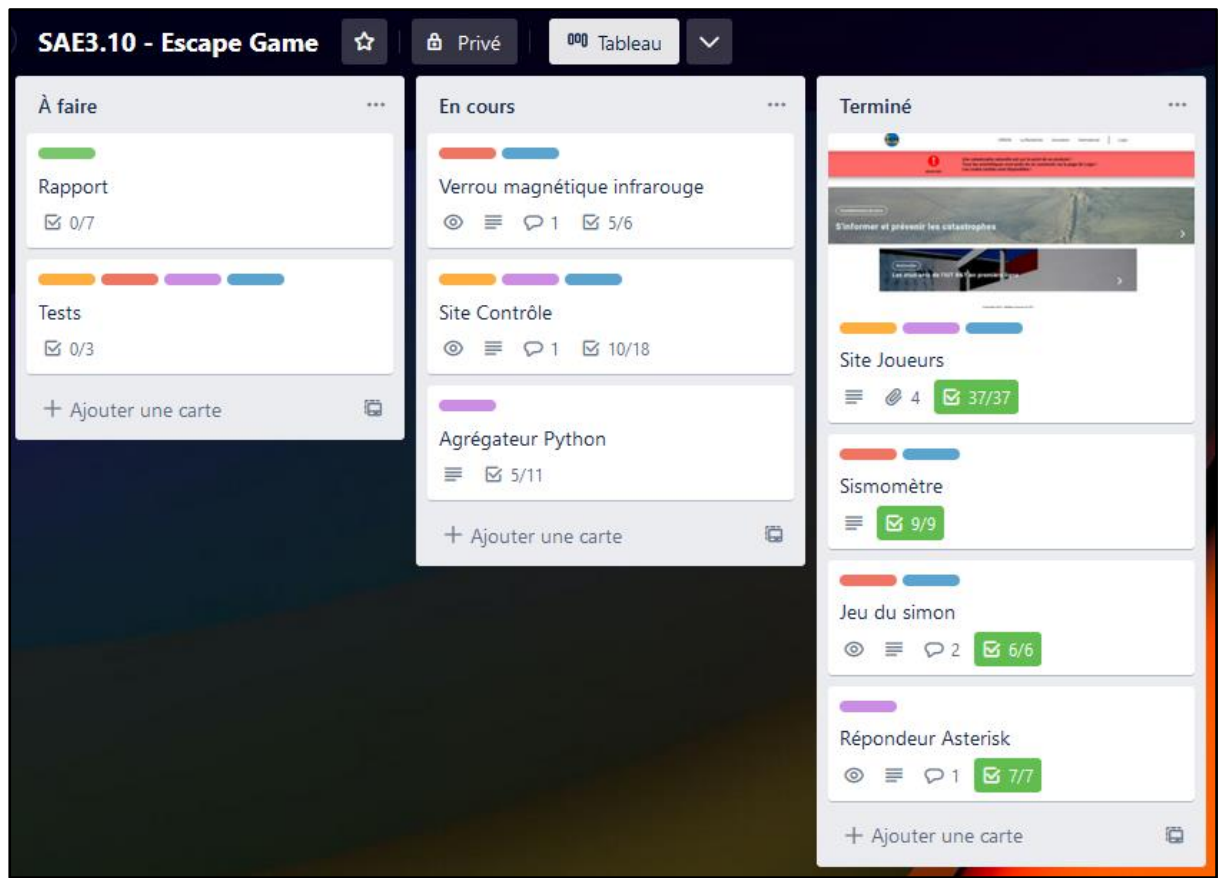 SAE3.10 - Escape Game
Privé
Tableau
À faire
Rapport
0/7
Tests
0/3
+ Ajouter une carte
En cours
Verrou magnétique infrarouge
1 5/6
Site Contrôle
1 10/18
Agrégateur Python
5/11
+ Ajouter une carte
Terminé
S'informer et prévenir les catastrophes
Site Joueurs
4 37/37
Sismomètre
9/9
Jeu du simon
2 6/6
Répondeur Asterisk
1 7/7
+ Ajouter une carte